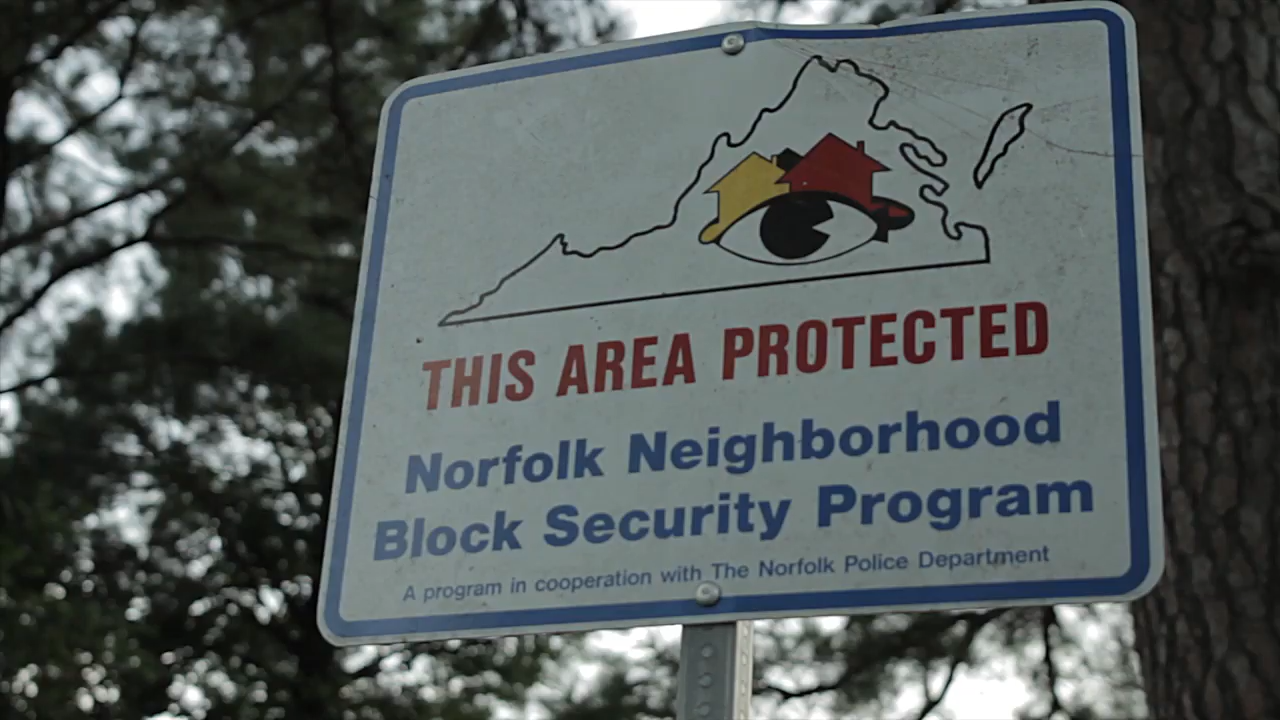 THIS AREA PROTECTED
Norfolk Neighborhood
Block Security Program
A program in cooperation with The Norfolk Police Department